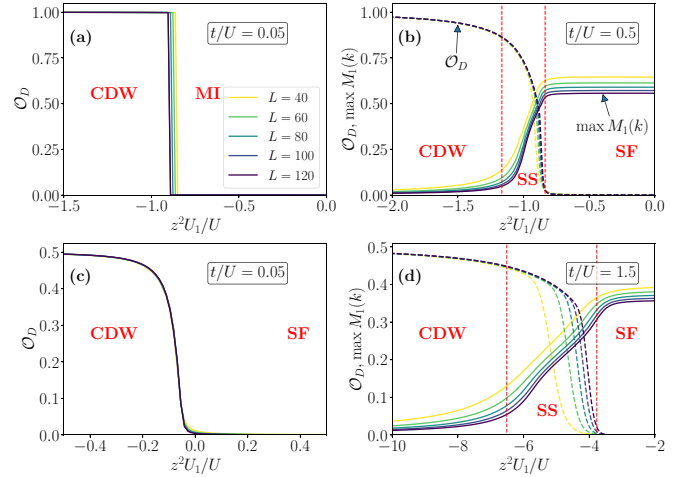 (a)
t/U = 0.05
CDW
MI
L = 40
L = 60
L = 80
L = 100
L = 120
O_D
1.00
0.75
0.50
0.25
0.00
−1.5
−1.0
−0.5
0.0
z²U₁/U
(b)
t/U = 0.5
O_D
max M₁(k)
CDW
SS
SF
O_D, max M₁(k)
1.00
0.75
0.50
0.25
0.00
−2.0
−1.5
−1.0
−0.5
0.0
z²U₁/U
(c)
t/U = 0.05
CDW
SF
O_D
0.5
0.4
0.3
0.2
0.1
0.0
−0.4
−0.2
0.0
0.2
0.4
z²U₁/U
(d)
t/U = 1.5
CDW
SS
SF
O_D, max M₁(k)
0.5
0.4
0.3
0.2
0.1
0.0
−10
−8
−6
−4
−2
z²U₁/U